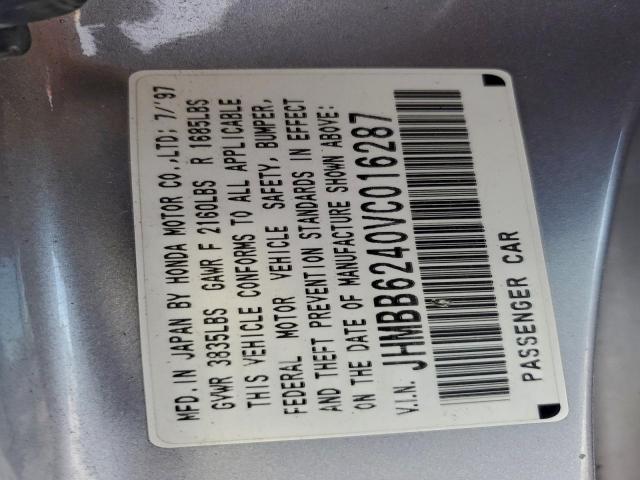 MFD. IN JAPAN BY HONDA MOTOR CO.,LTD; 7/'97
GVWR 3835LBS GAWR F 2160LBS R 1685LBS
THIS VEHICLE CONFORMS TO ALL APPLICABLE
FEDERAL MOTOR VEHICLE SAFETY, BUMPER,
AND THEFT PREVENTION STANDARDS IN EFFECT
ON THE DATE OF MANUFACTURE SHOWN ABOVE:
V.I.N. JHMBB6240VC016287
PASSENGER CAR